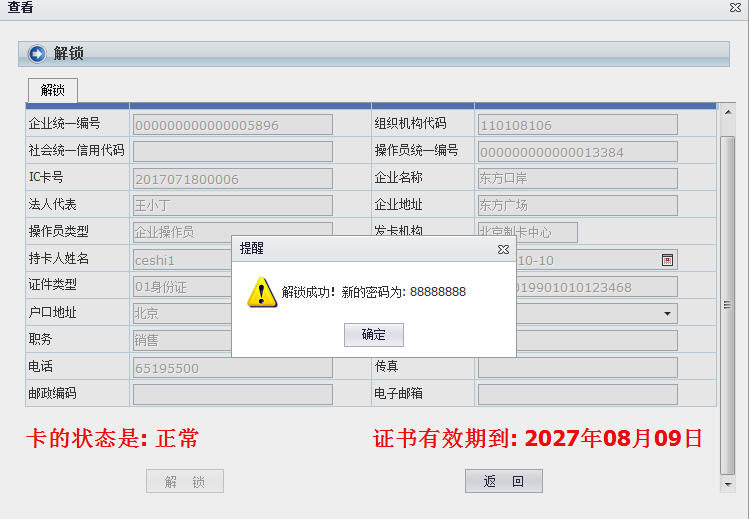 查看
解锁
解锁
企业统一编号 000000000000005896 组织机构代码 110108106
社会统一信用代码 操作员统一编号 000000000000013384
IC卡号 2017071800006 企业名称 东方口岸
法人代表 王小丁 企业地址 东方广场
操作员类型 企业操作员 发卡机构 北京制卡中心
提醒
持卡人姓名 ceshi1 10-10
证件类型 01身份证 019901010123468
解锁成功！新的密码为: 88888888
户口地址 北京
确定
职务 销售
电话 65195500 传真
邮政编码 电子邮箱
卡的状态是: 正常 证书有效期到: 2027年08月09日
解 锁 返 回